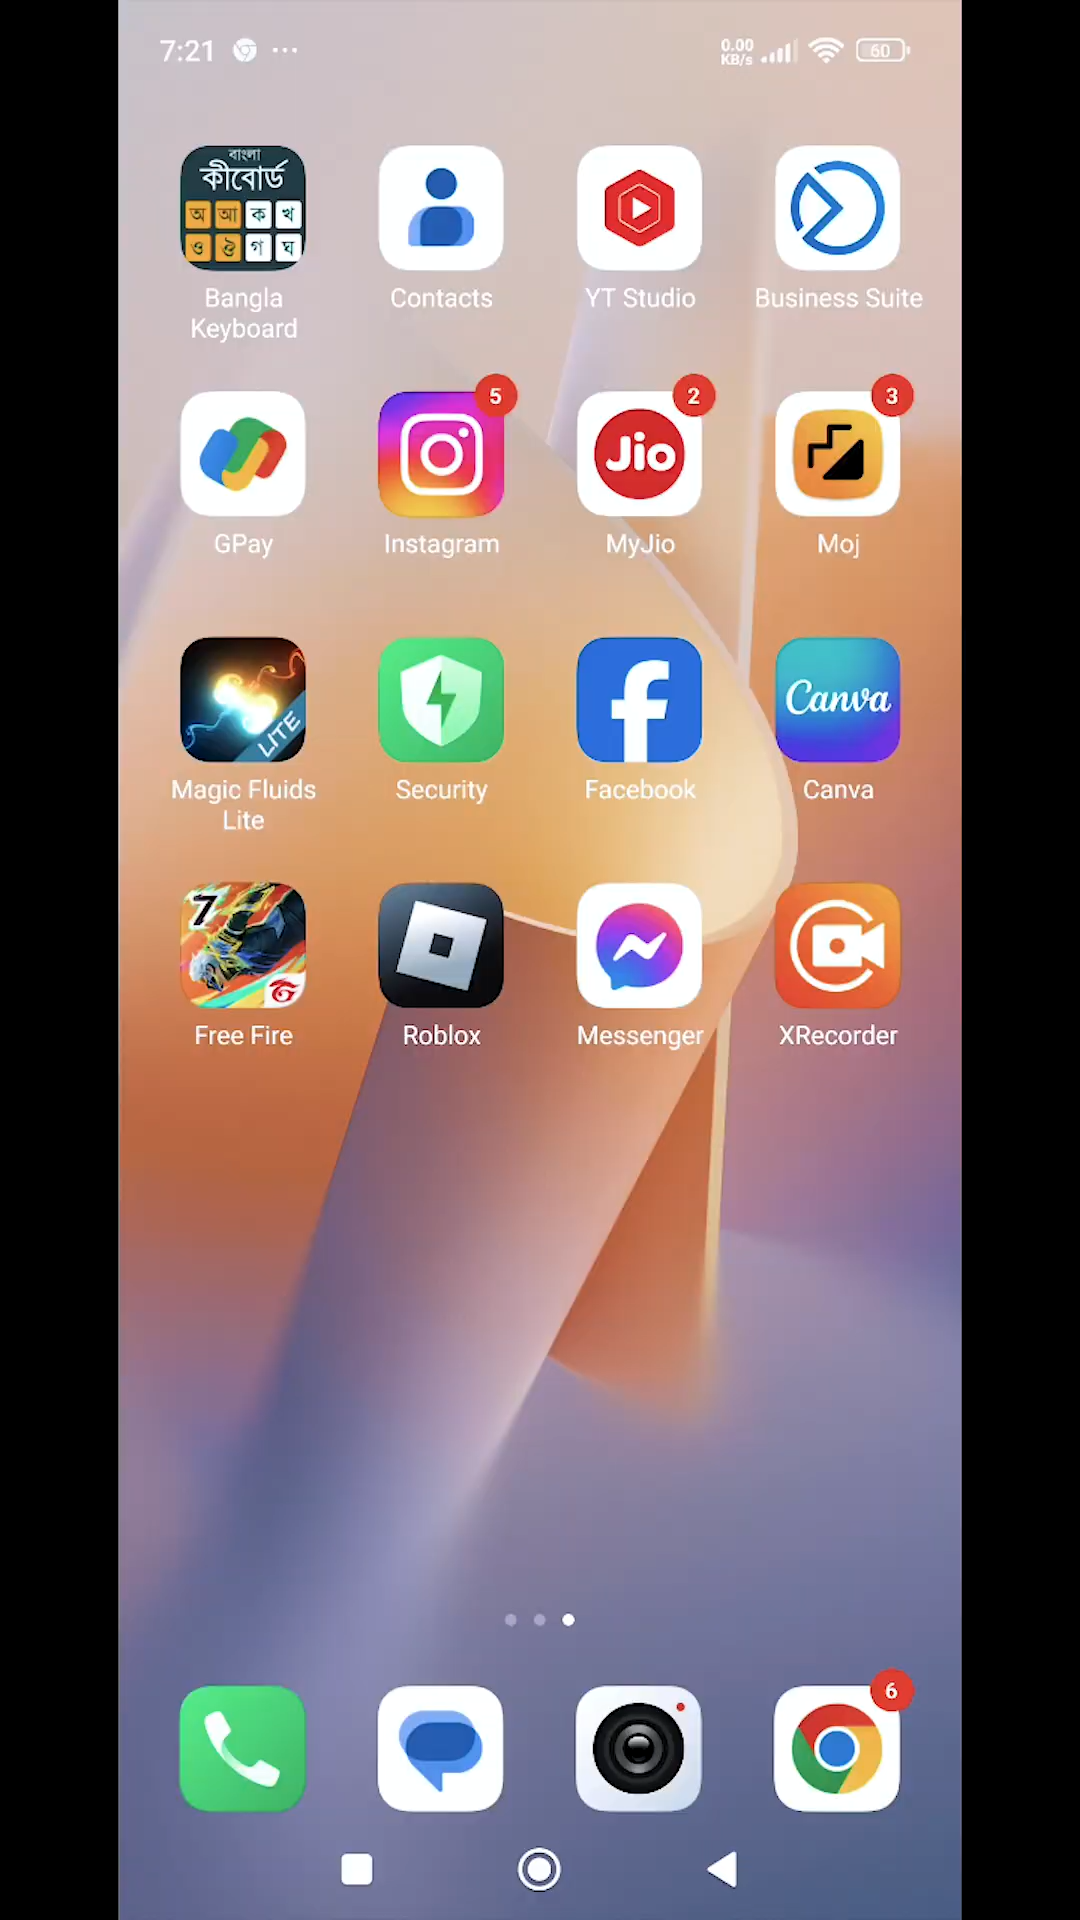 7:21
0.00
KB/s
60
বাংলা
কীবোর্ড
অ আ ক খ
ও ঔ গ ঘ
Bangla
Keyboard
Contacts
YT Studio
Business Suite
5
2
3
Jio
GPay
Instagram
MyJio
Moj
LITE
Canva
Magic Fluids
Lite
Security
Facebook
Canva
7
Free Fire
Roblox
Messenger
XRecorder
6